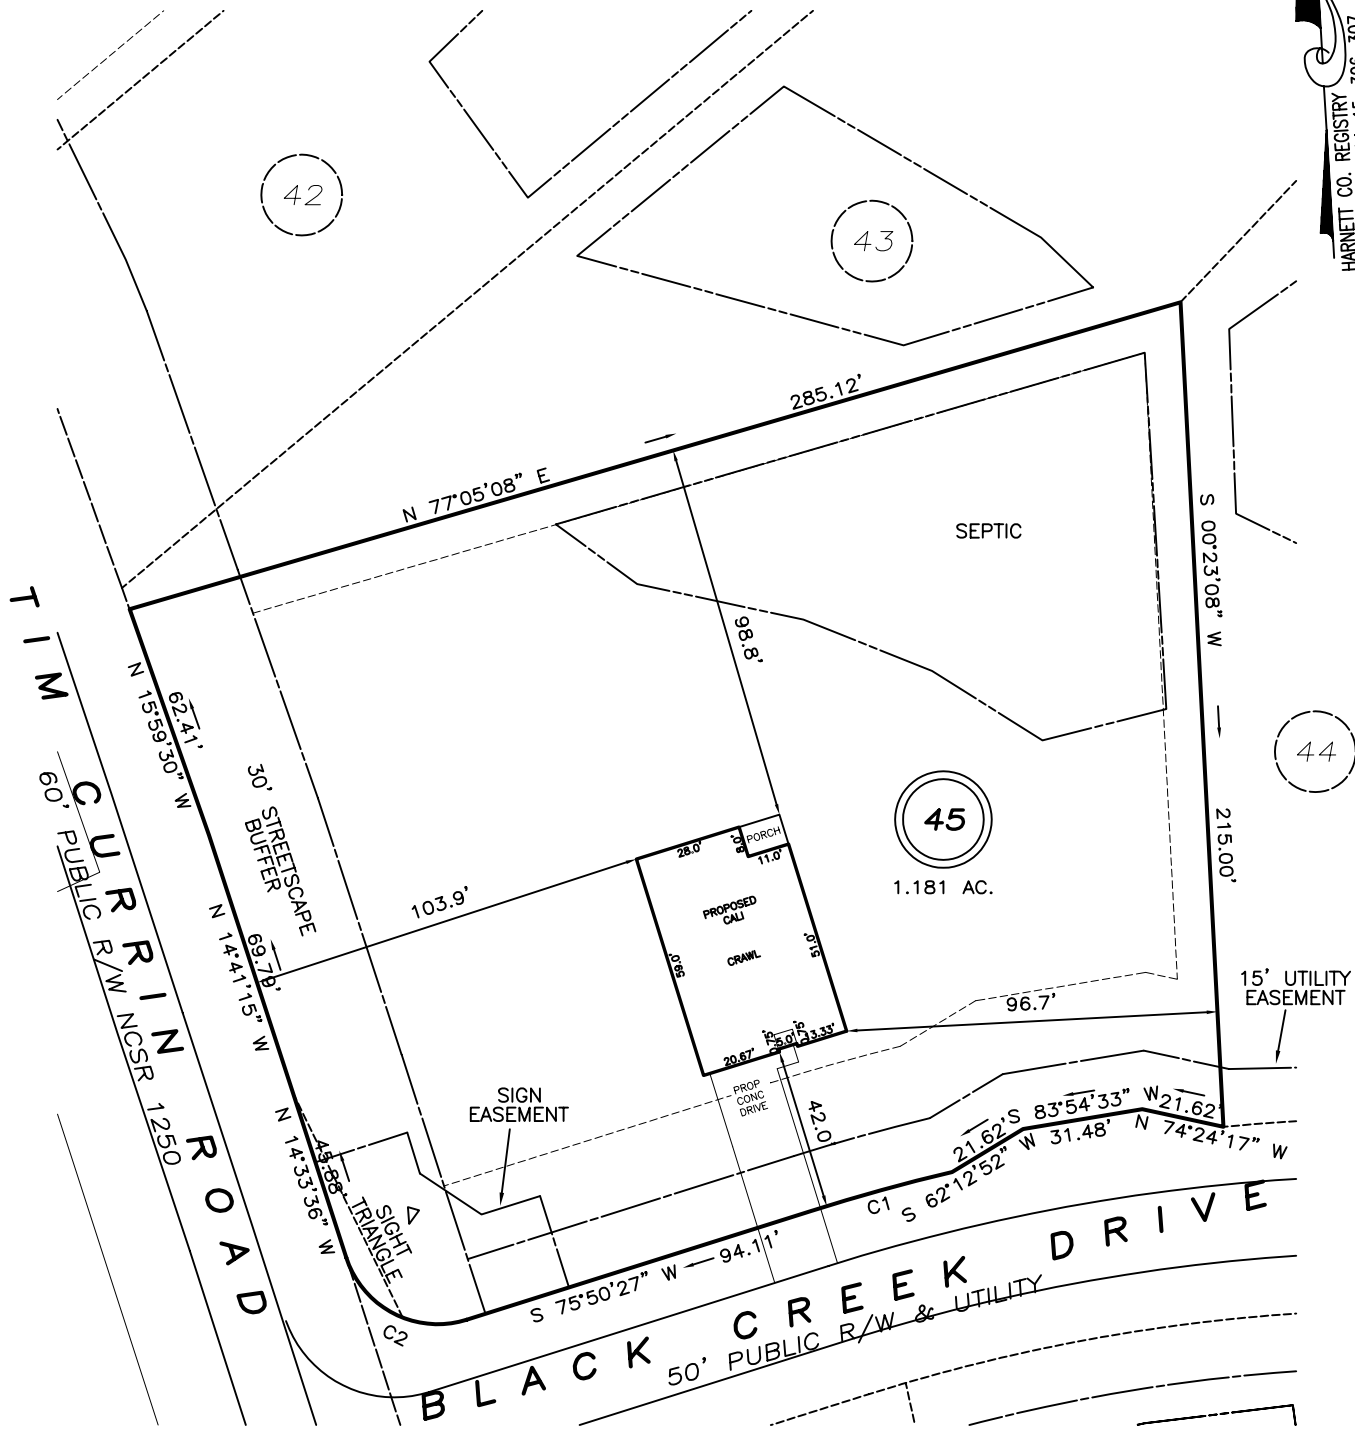 HARNETT CO. REGISTRY
42
43
285.12'
N 77°05'08" E
SEPTIC
S 00°23'08" W
215.00'
98.8'
44
45
1.181 AC.
TIM CURRIN ROAD
60' PUBLIC R/W NCSR 1250
N 15°59'30" W
62.41'
30' STREETSCAPE
BUFFER
103.9'
N 14°41'15" W
69.79'
28.0'
8.0'
PORCH
11.0'
PROPOSED
CALI
CRAWL
59.0'
51.0'
20.67'
0.75'
5.0'
0.75'
13.33'
PROP
CONC
DRIVE
42.0
96.7'
15' UTILITY
EASEMENT
SIGN
EASEMENT
N 14°33'36" W
45.88'
SIGHT
TRIANGLE
C2
S 75°50'27" W
94.11'
C1
S 62°12'52" W
21.62'
S 83°54'33" W
31.48'
21.62'
N 74°24'17" W
BLACK CREEK DRIVE
50' PUBLIC R/W & UTILITY